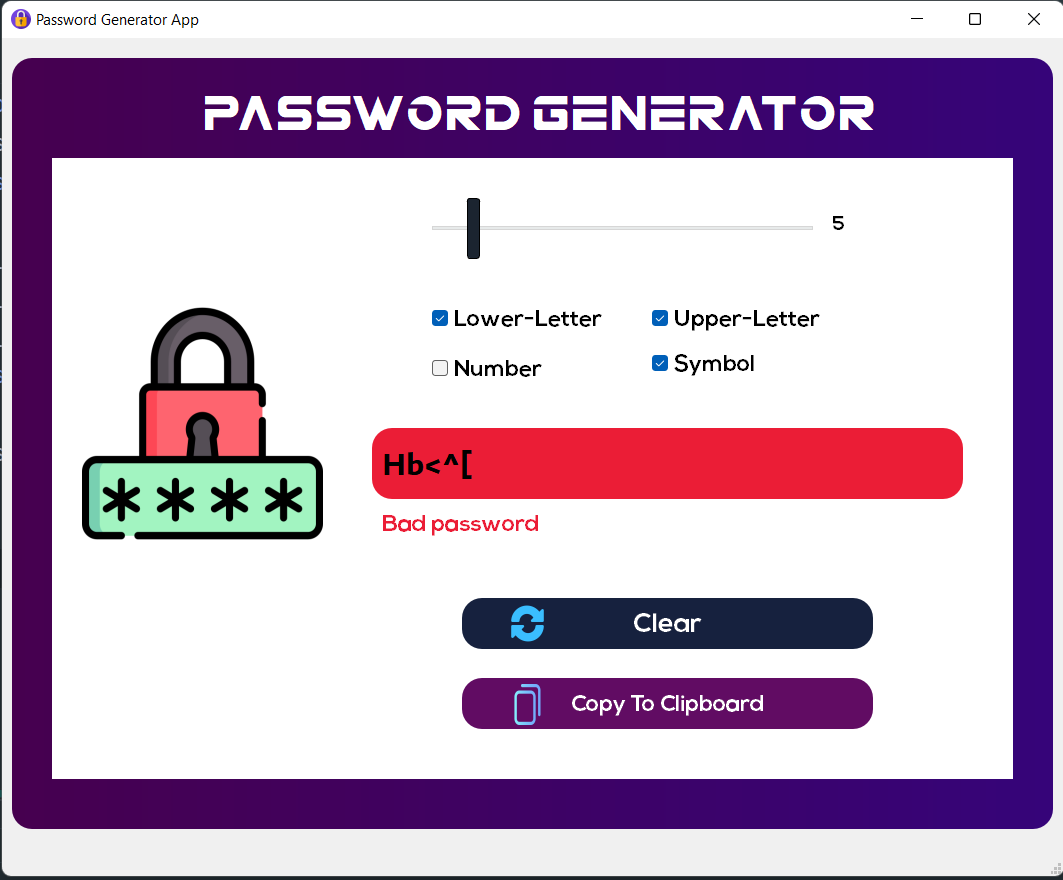 Password Generator App
PASSWORD GENERATOR
5
Lower-Letter Upper-Letter
Number Symbol
****
Hb<^[
Bad password
Clear
Copy To Clipboard